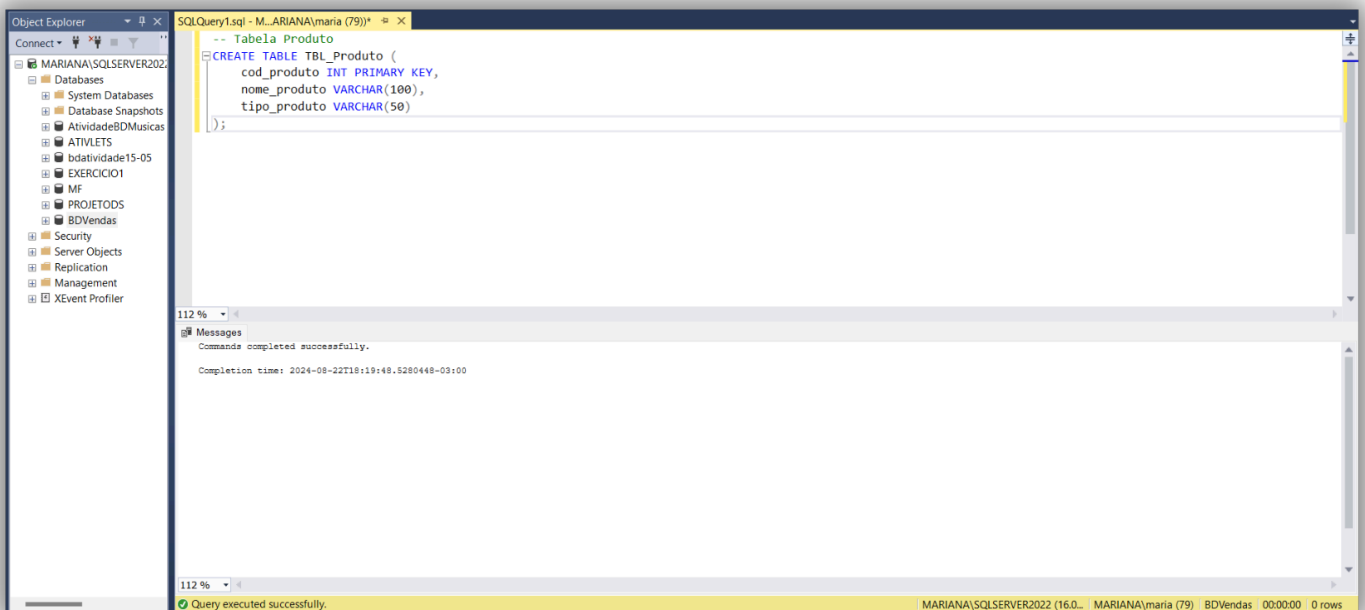 Object Explorer
SQLQuery1.sql - M...ARIANA\maria (79))*
Connect
MARIANA\SQLSERVER2022
Databases
System Databases
Database Snapshots
AtividadeBDMusicas
ATIVLETS
bdatividade15-05
EXERCICIO1
MF
PROJETODS
BDVendas
Security
Server Objects
Replication
Management
XEvent Profiler
-- Tabela Produto
CREATE TABLE TBL_Produto (
cod_produto INT PRIMARY KEY,
nome_produto VARCHAR(100),
tipo_produto VARCHAR(50)
);
112 %
Messages
Commands completed successfully.
Completion time: 2024-08-22T18:19:48.5280448-03:00
112 %
Query executed successfully.
MARIANA\SQLSERVER2022 (16.0... MARIANA\maria (79) BDVendas 00:00:00 0 rows